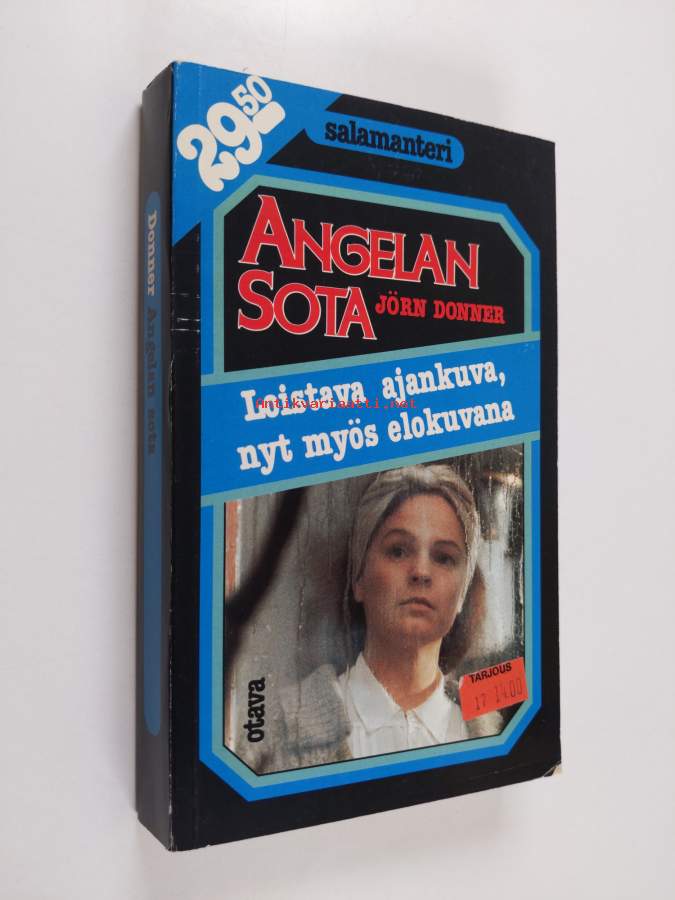 29.50
salamanteri
ANGELAN
SOTA
JÖRN DONNER
Loistava ajankuva,
Antikvariaatti.net
nyt myös elokuvana
TARJOUS
17 14.00
otava
Donner Angelan sota